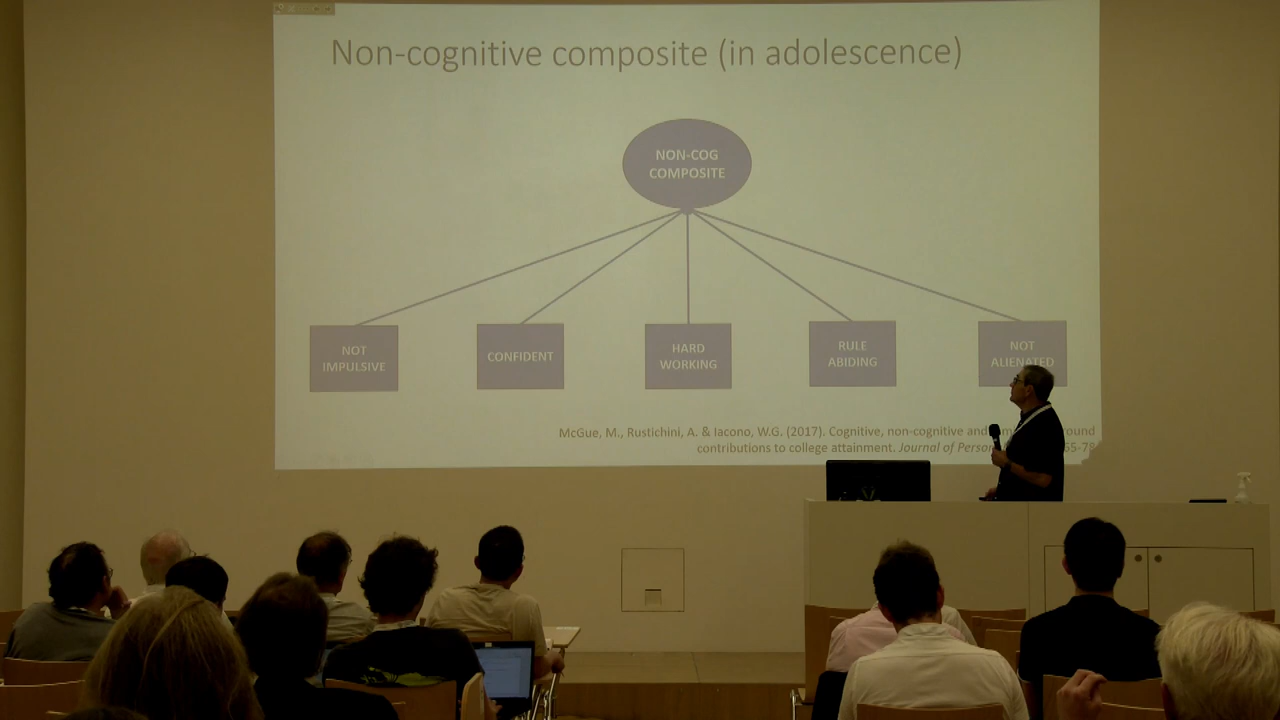 Non-cognitive composite (in adolescence)
NON-COG
COMPOSITE
NOT
IMPULSIVE
CONFIDENT
HARD
WORKING
RULE
ABIDING
NOT
ALIENATED
McGue, M., Rustichini, A. & Iacono, W.G. (2017). Cognitive, non-cognitive and
contributions to college attainment. Journal of